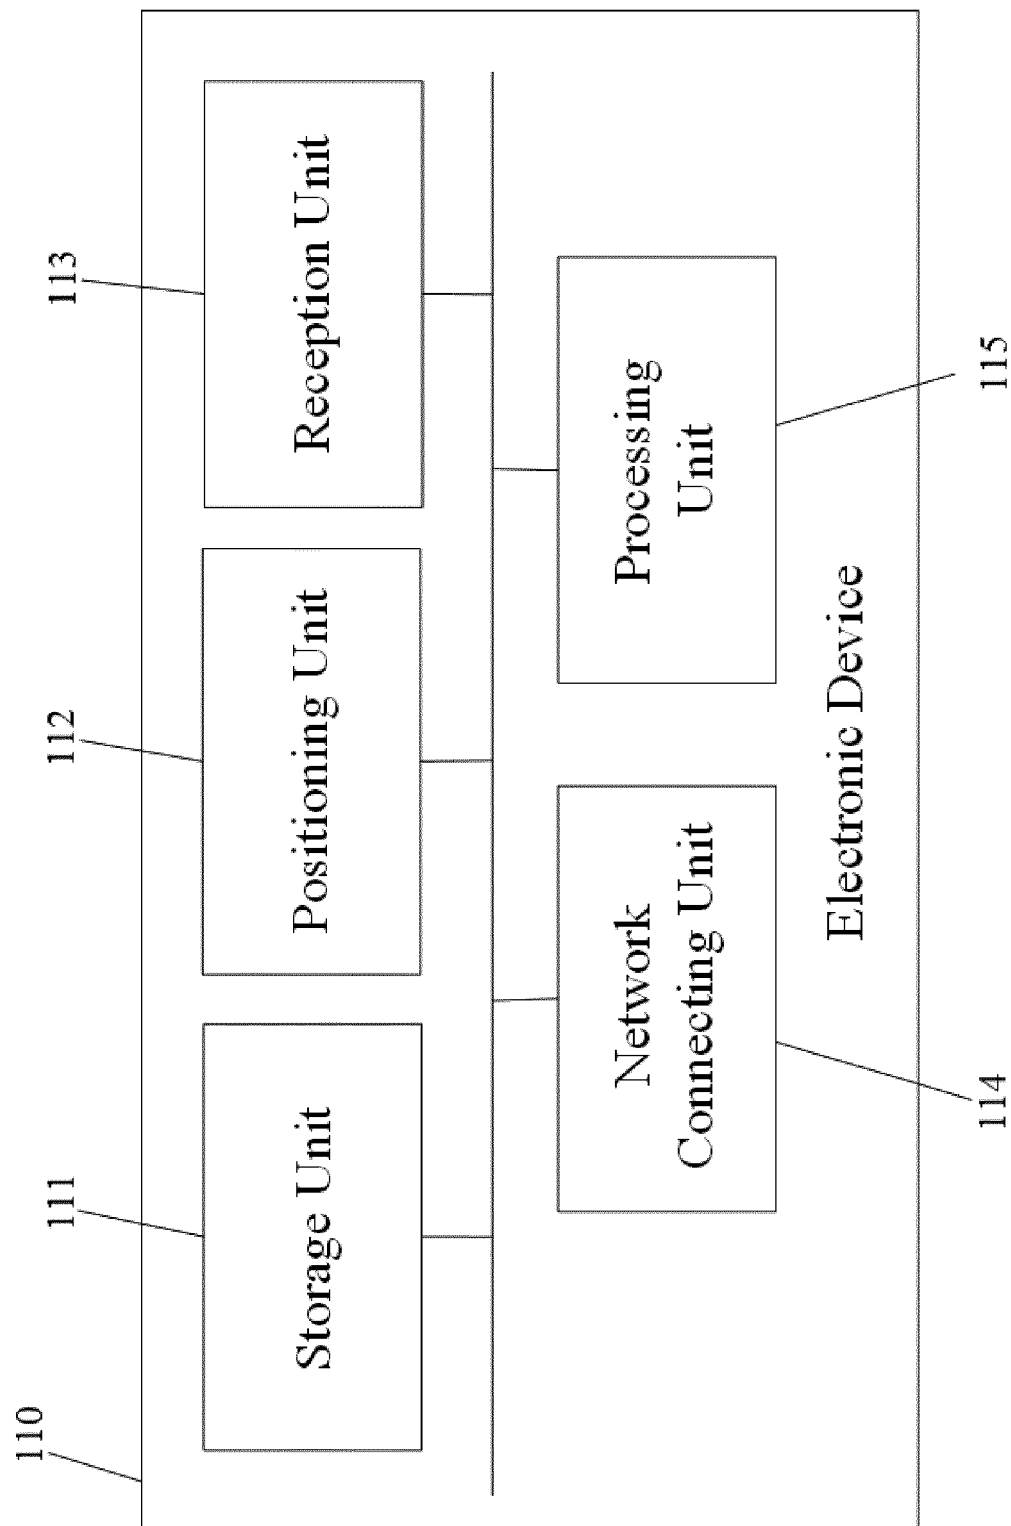 110
111
112
113
Storage Unit
Positioning Unit
Reception Unit
Network
Connecting Unit
Processing
Unit
Electronic Device
114
115